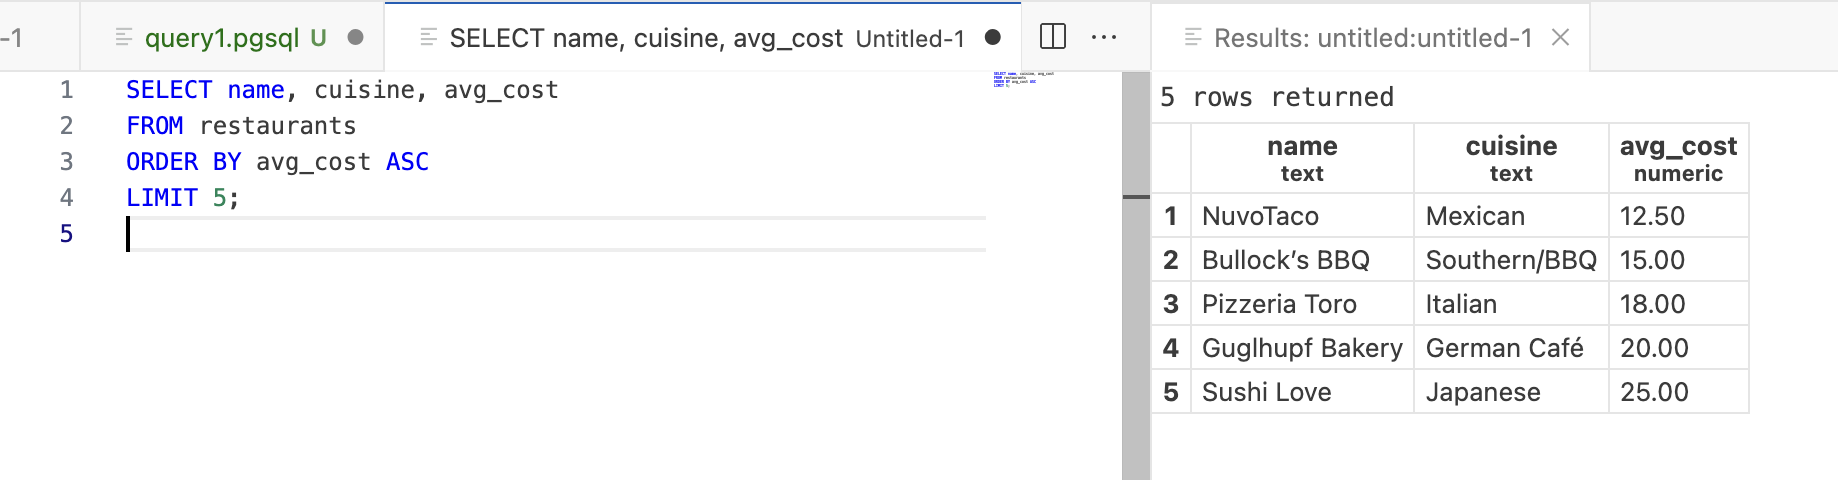 -1
query1.pgsql U
SELECT name, cuisine, avg_cost Untitled-1
Results: untitled:untitled-1
1 SELECT name, cuisine, avg_cost
2 FROM restaurants
3 ORDER BY avg_cost ASC
4 LIMIT 5;
5
5 rows returned
name cuisine avg_cost
text text numeric
1 NuvoTaco Mexican 12.50
2 Bullock’s BBQ Southern/BBQ 15.00
3 Pizzeria Toro Italian 18.00
4 Guglhupf Bakery German Café 20.00
5 Sushi Love Japanese 25.00